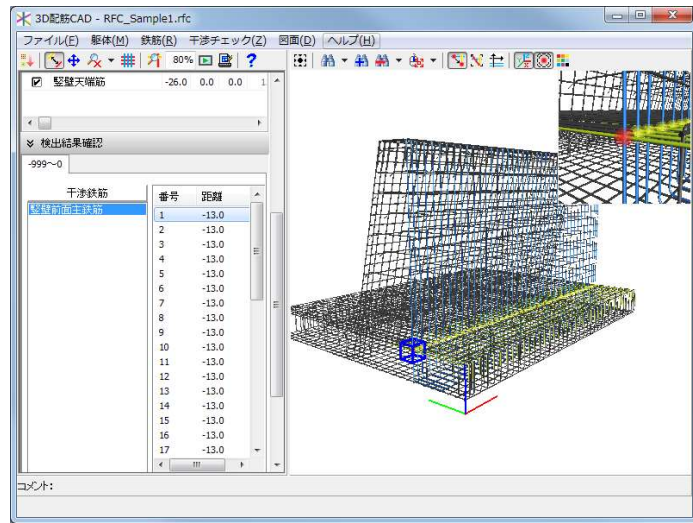 3D配筋CAD - RFC_Sample1.rfc
ファイル(F) 躯体(M) 鉄筋(R) 干渉チェック(Z) 図面(D) ヘルプ(H)
80%
竪壁天端筋 -26.0 0.0 0.0 1
検出結果確認
-999～0
干渉鉄筋 番号 距離
竪壁前面主鉄筋
1 -13.0
2 -13.0
3 -13.0
4 -13.0
5 -13.0
6 -13.0
7 -13.0
8 -13.0
9 -13.0
10 -13.0
11 -13.0
12 -13.0
13 -13.0
14 -13.0
15 -13.0
16 -13.0
17 -13.0
コメント: